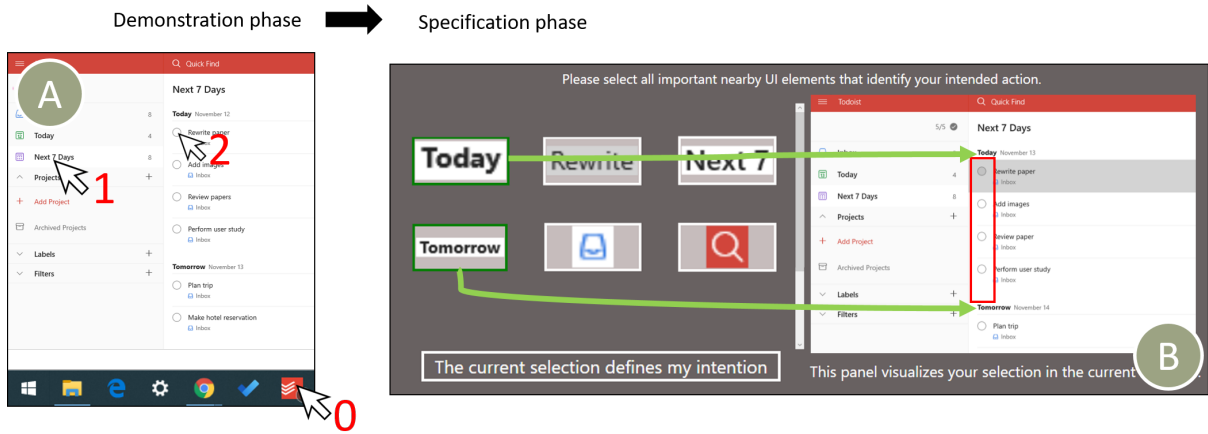 Demonstration phase
Specification phase
Quick Find
A
Next 7 Days
8
Today November 12
Today
4
Rewrite paper
2
Next 7 Days
8
Add images
Inbox
1
Projects
+
Review papers
Inbox
+ Add Project
Archived Projects
Perform user study
Inbox
Labels
+
Filters
+
Tomorrow November 13
Plan trip
Inbox
Make hotel reservation
Inbox
0
Please select all important nearby UI elements that identify your intended action.
Today
Rewrite
Next 7
Tomorrow
The current selection defines my intention
Todoist
Quick Find
5/5
Next 7 Days
Today November 13
Today
4
Rewrite paper
Inbox
Next 7 Days
8
Add images
Inbox
Projects
+
Review paper
Inbox
+ Add Project
Archived Projects
Perform user study
Inbox
Labels
+
Filters
+
Tomorrow November 14
Plan trip
Inbox
B
This panel visualizes your selection in the current